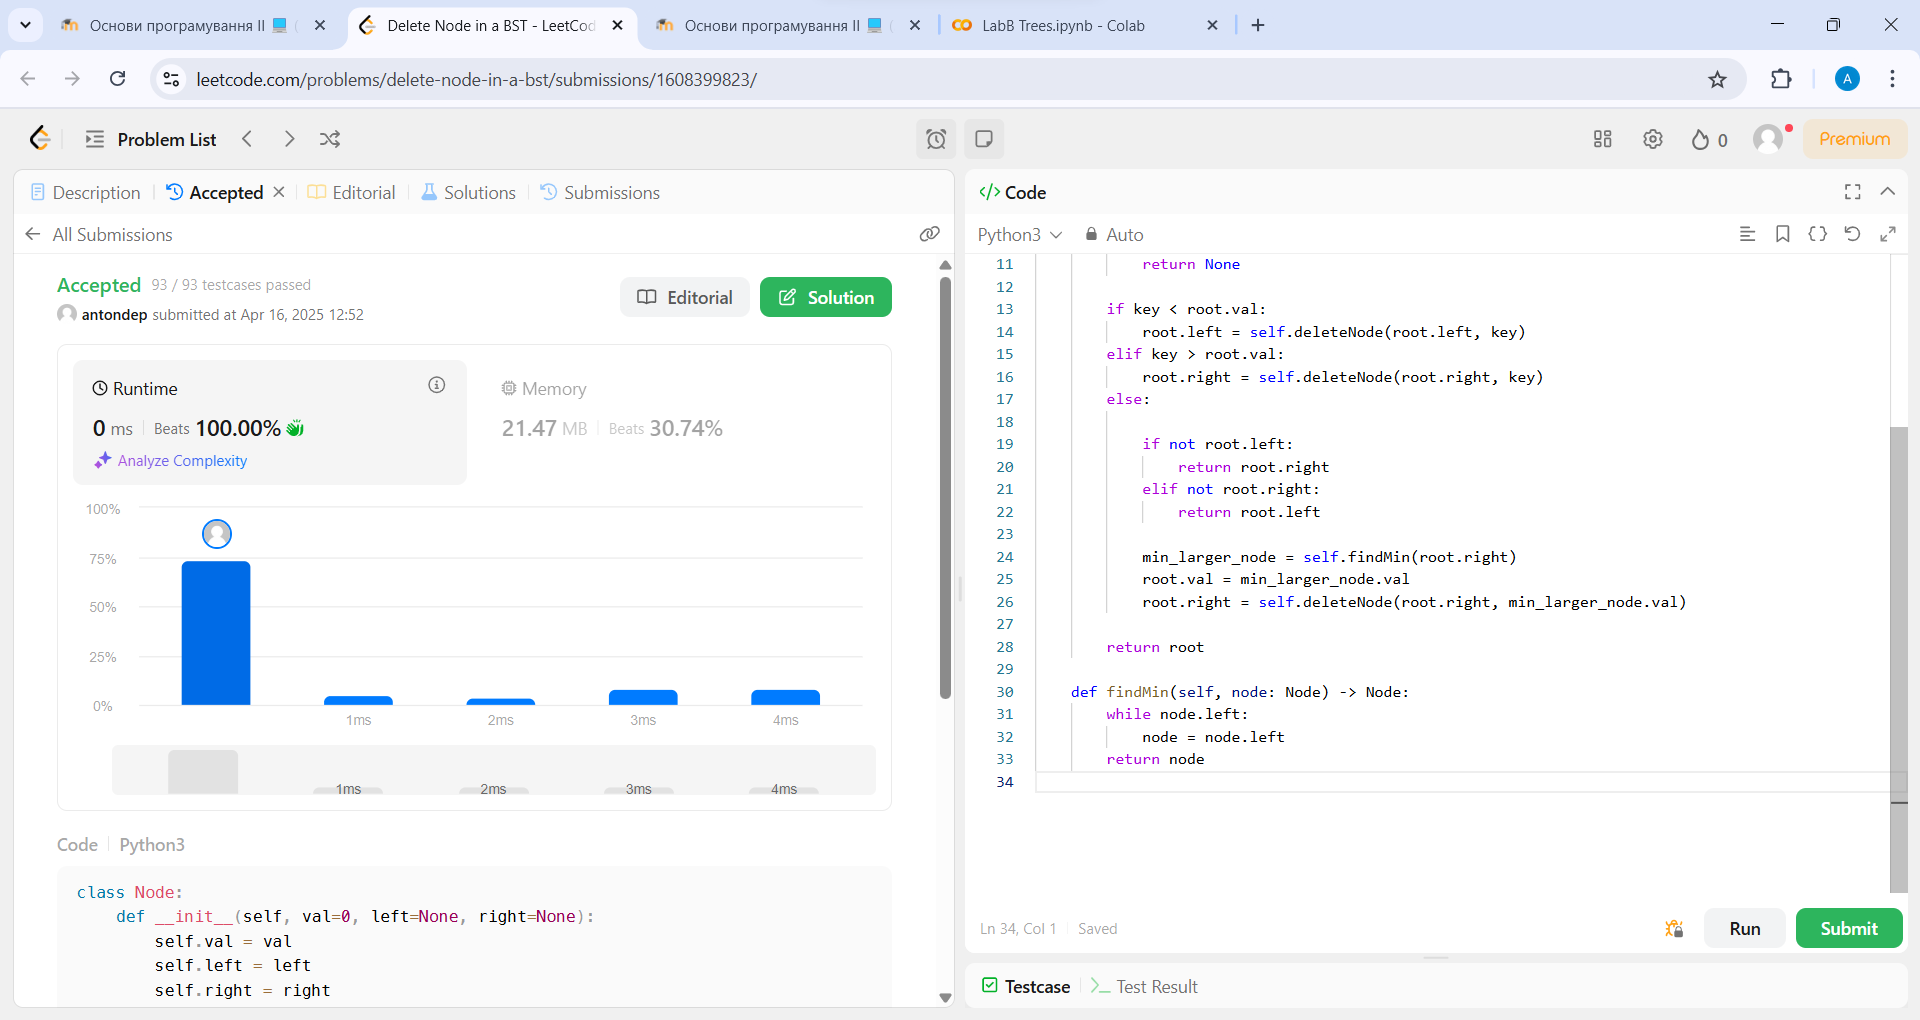 Основи програмування II 💻 (
Delete Node in a BST - LeetCod
Основи програмування II 💻 (
LabB Trees.ipynb - Colab
leetcode.com/problems/delete-node-in-a-bst/submissions/1608399823/
A
Problem List
0
Premium
Description
Accepted
Editorial
Solutions
Submissions
All Submissions
Accepted 93 / 93 testcases passed
antondep submitted at Apr 16, 2025 12:52
Editorial
Solution
Runtime
0 ms Beats 100.00%
Analyze Complexity
Memory
21.47 MB Beats 30.74%
100%
75%
50%
25%
0%
1ms 2ms 3ms 4ms
1ms 2ms 3ms 4ms
Code Python3
class Node:
    def __init__(self, val=0, left=None, right=None):
        self.val = val
        self.left = left
        self.right = right
</> Code
Python3
Auto
11 return None
12
13 if key < root.val:
14 root.left = self.deleteNode(root.left, key)
15 elif key > root.val:
16 root.right = self.deleteNode(root.right, key)
17 else:
18
19 if not root.left:
20 return root.right
21 elif not root.right:
22 return root.left
23
24 min_larger_node = self.findMin(root.right)
25 root.val = min_larger_node.val
26 root.right = self.deleteNode(root.right, min_larger_node.val)
27
28 return root
29
30 def findMin(self, node: Node) -> Node:
31 while node.left:
32 node = node.left
33 return node
34
Ln 34, Col 1 Saved
Run
Submit
Testcase
Test Result